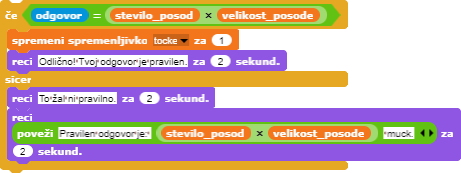 če odgovor = stevilo_posod × velikost_posode
spremeni spremenljivko tocke za 1
reci Odlično! Tvoj odgovor je pravilen. za 2 sekund.
sicer
reci To žal ni pravilno. za 2 sekund.
reci
poveži Pravilen odgovor je: stevilo_posod × velikost_posode muck. za
2 sekund.